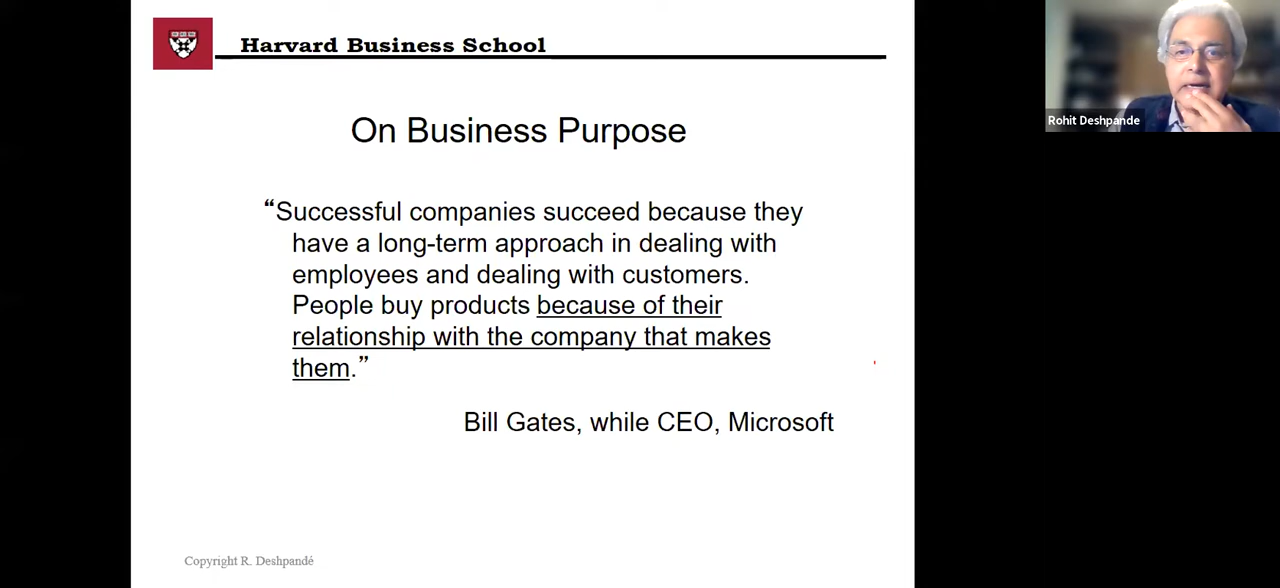 Harvard Business School
Rohit Deshpande
On Business Purpose
“Successful companies succeed because they
have a long-term approach in dealing with
employees and dealing with customers.
People buy products because of their
relationship with the company that makes
them.”
Bill Gates, while CEO, Microsoft
Copyright R. Deshpandé